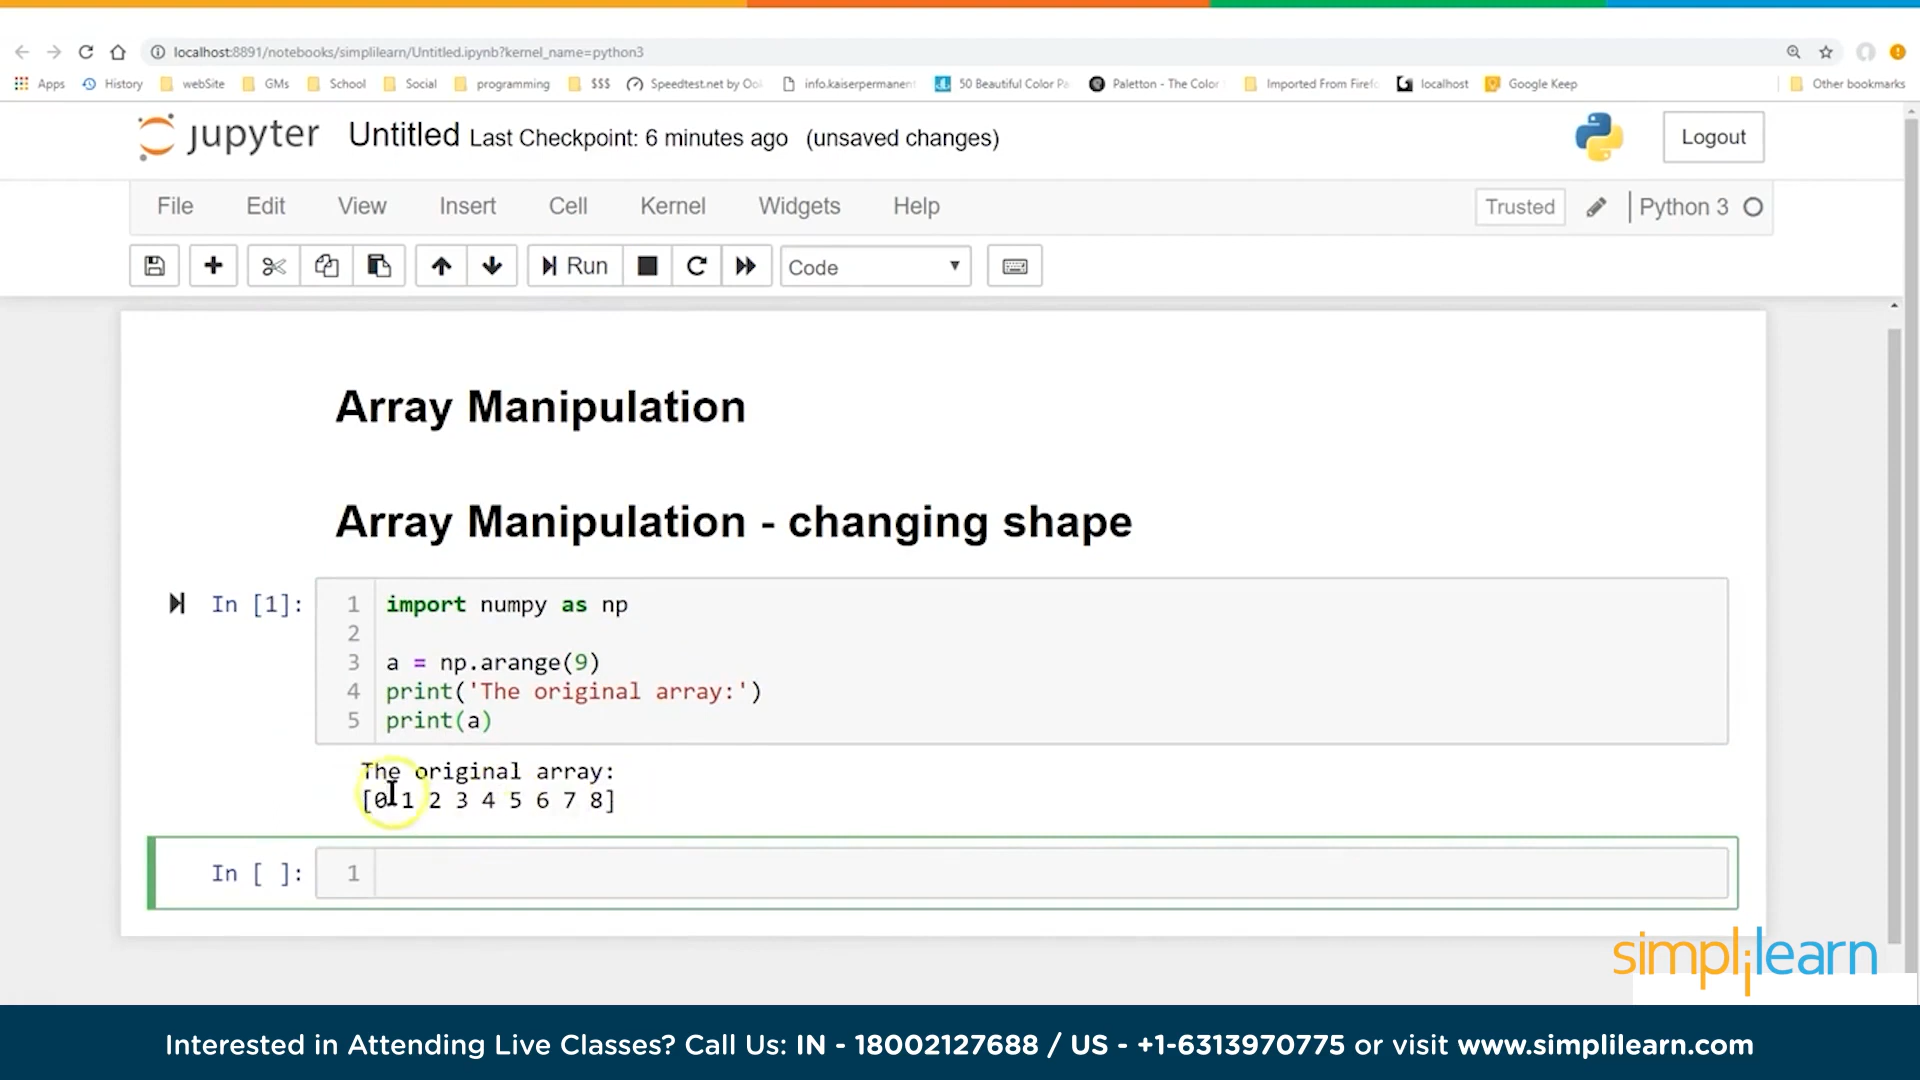 localhost:8891/notebooks/simplilearn/Untitled.ipynb?kernel_name=python3
Apps History webSite GMs School Social programming $$$ Speedtest.net by Ook info.kaiserpermanent 50 Beautiful Color Pa Paletton - The Color Imported From Firefo localhost Google Keep Other bookmarks
jupyter Untitled Last Checkpoint: 6 minutes ago (unsaved changes) Logout
File Edit View Insert Cell Kernel Widgets Help Trusted Python 3
Run Code
Array Manipulation
Array Manipulation - changing shape
In [1]: 1 import numpy as np
2
3 a = np.arange(9)
4 print('The original array:')
5 print(a)
The original array:
[0 1 2 3 4 5 6 7 8]
In [ ]: 1
simplilearn
Interested in Attending Live Classes? Call Us: IN - 18002127688 / US - +1-6313970775 or visit www.simplilearn.com